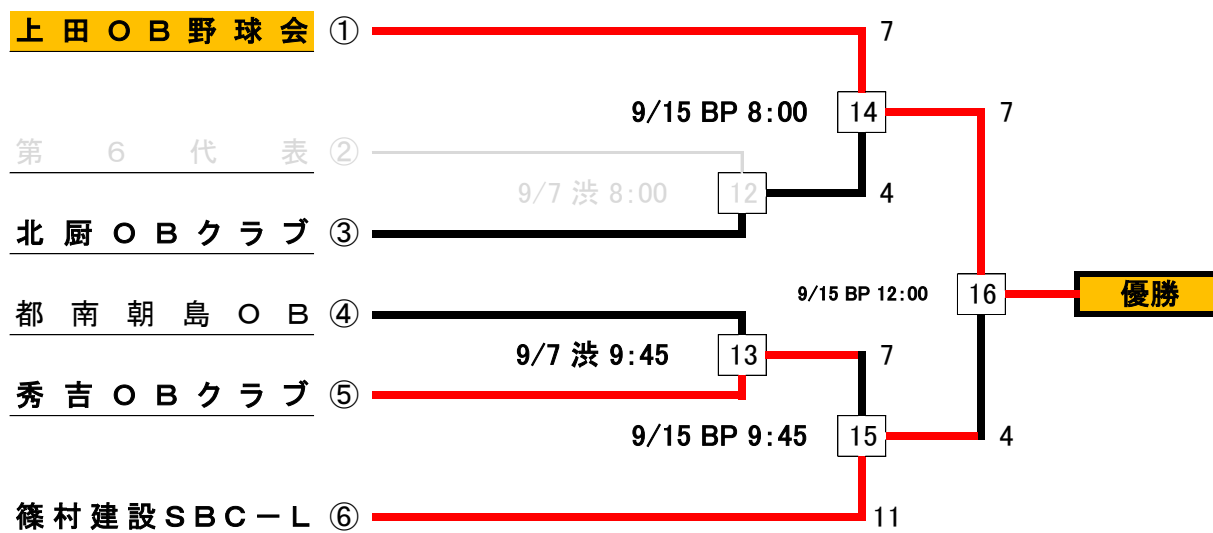 上田ＯＢ野球会 ① 7
9/15 BP 8:00 14 7
第６代表 ②
9/7 渋 8:00 12 4
北厨ＯＢクラブ ③
9/15 BP 12:00 16 優勝
都南朝島ＯＢ ④
9/7 渋 9:45 13 7
秀吉ＯＢクラブ ⑤
9/15 BP 9:45 15 4
篠村建設ＳＢＣ－Ｌ ⑥ 11